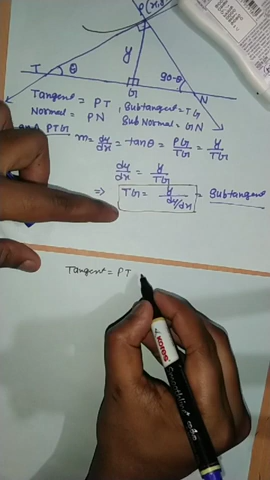 P(x,y)
y
T θ G 90-θ N
Tangent = PT , Subtangent = TG
Normal = PN , Sub Normal = GN
PTG m = dy/dx = tanθ = PG/TG = y/TG
dy/dx = y/TG
⇒ TG = y/(dy/dx) = Subtangent
Tangent = PT
KORES